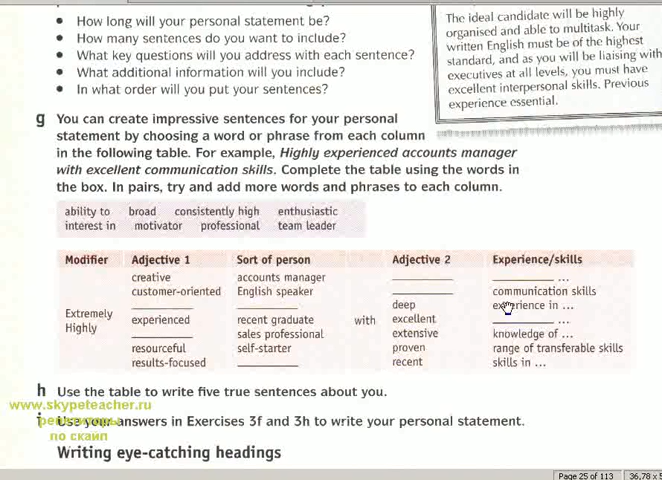 • How long will your personal statement be?
• How many sentences do you want to include?
• What key questions will you address with each sentence?
• What additional information will you include?
• In what order will you put your sentences?
The ideal candidate will be highly
organised and able to multitask. Your
written English must be of the highest
standard, and as you will be liaising with
executives at all levels, you must have
excellent interpersonal skills. Previous
experience essential.
g You can create impressive sentences for your personal
statement by choosing a word or phrase from each column
in the following table. For example, Highly experienced accounts manager
with excellent communication skills. Complete the table using the words in
the box. In pairs, try and add more words and phrases to each column.
ability to broad consistently high enthusiastic
interest in motivator professional team leader
Modifier Adjective 1 Sort of person Adjective 2 Experience/skills
creative accounts manager ________ ________ ...
customer-oriented English speaker ________ communication skills
________ ________ deep experience in ...
Extremely experienced recent graduate with excellent ________ ...
Highly sales professional extensive knowledge of ...
resourceful self-starter proven range of transferable skills
results-focused ________ recent skills in ...
h Use the table to write five true sentences about you.
www.skypeteacher.ru
i Use your answers in Exercises 3f and 3h to write your personal statement.
репетиторы
по скайп
Writing eye-catching headings
Page 25 of 113 36,78 x